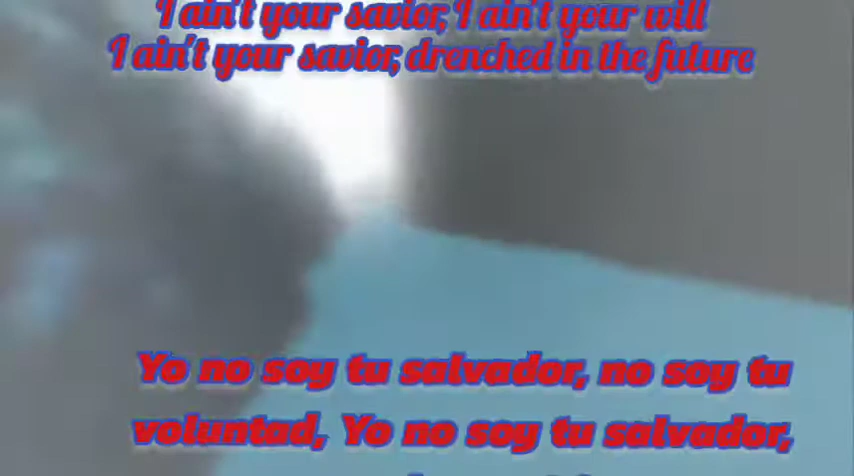 I ain't your savior, I ain't your will
I ain't your savior, drenched in the future
Yo no soy tu salvador, no soy tu
voluntad, Yo no soy tu salvador,